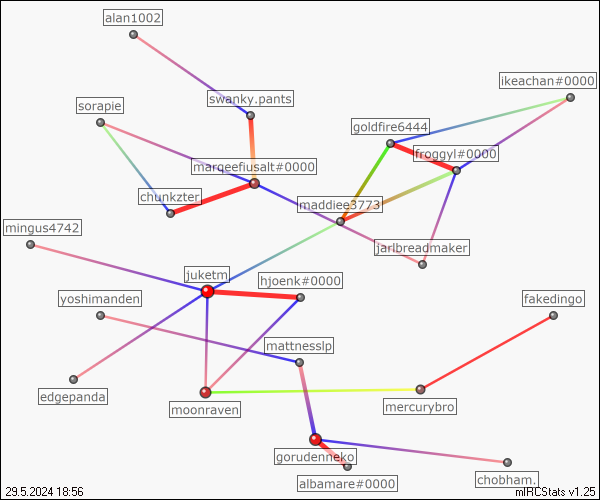 alan1002
ikeachan#0000
swanky.pants
sorapie
goldfire6444
froggyl#0000
marqeefiusalt#0000
chunkzter
maddiee3773
mingus4742
jarlbreadmaker
juketm
hjoenk#0000
yoshimanden
fakedingo
mattnesslp
edgepanda
moonraven
mercurybro
gorudenneko
chobham.
albamare#0000
29.5.2024 18:56
mIRCStats v1.25